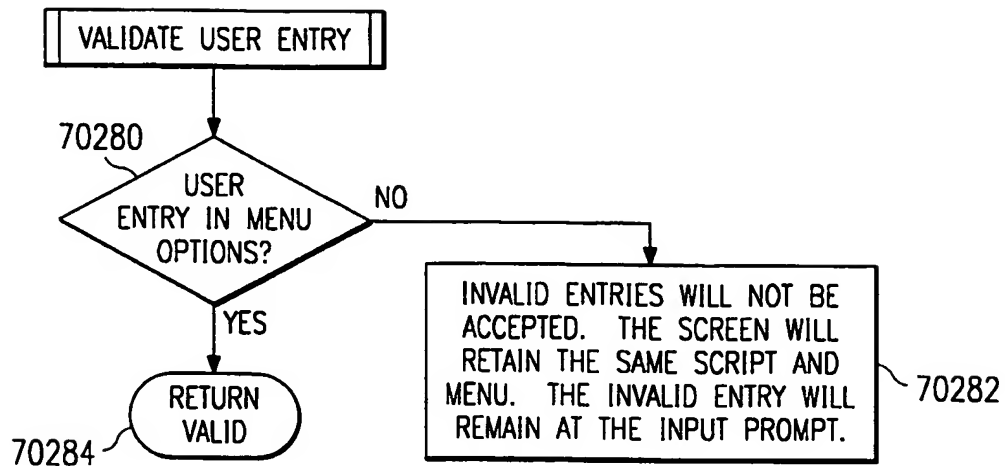 VALIDATE USER ENTRY
70280
USER
ENTRY IN MENU
OPTIONS?
NO
YES
INVALID ENTRIES WILL NOT BE
ACCEPTED. THE SCREEN WILL
RETAIN THE SAME SCRIPT AND
MENU. THE INVALID ENTRY WILL
REMAIN AT THE INPUT PROMPT.
70282
RETURN
VALID
70284